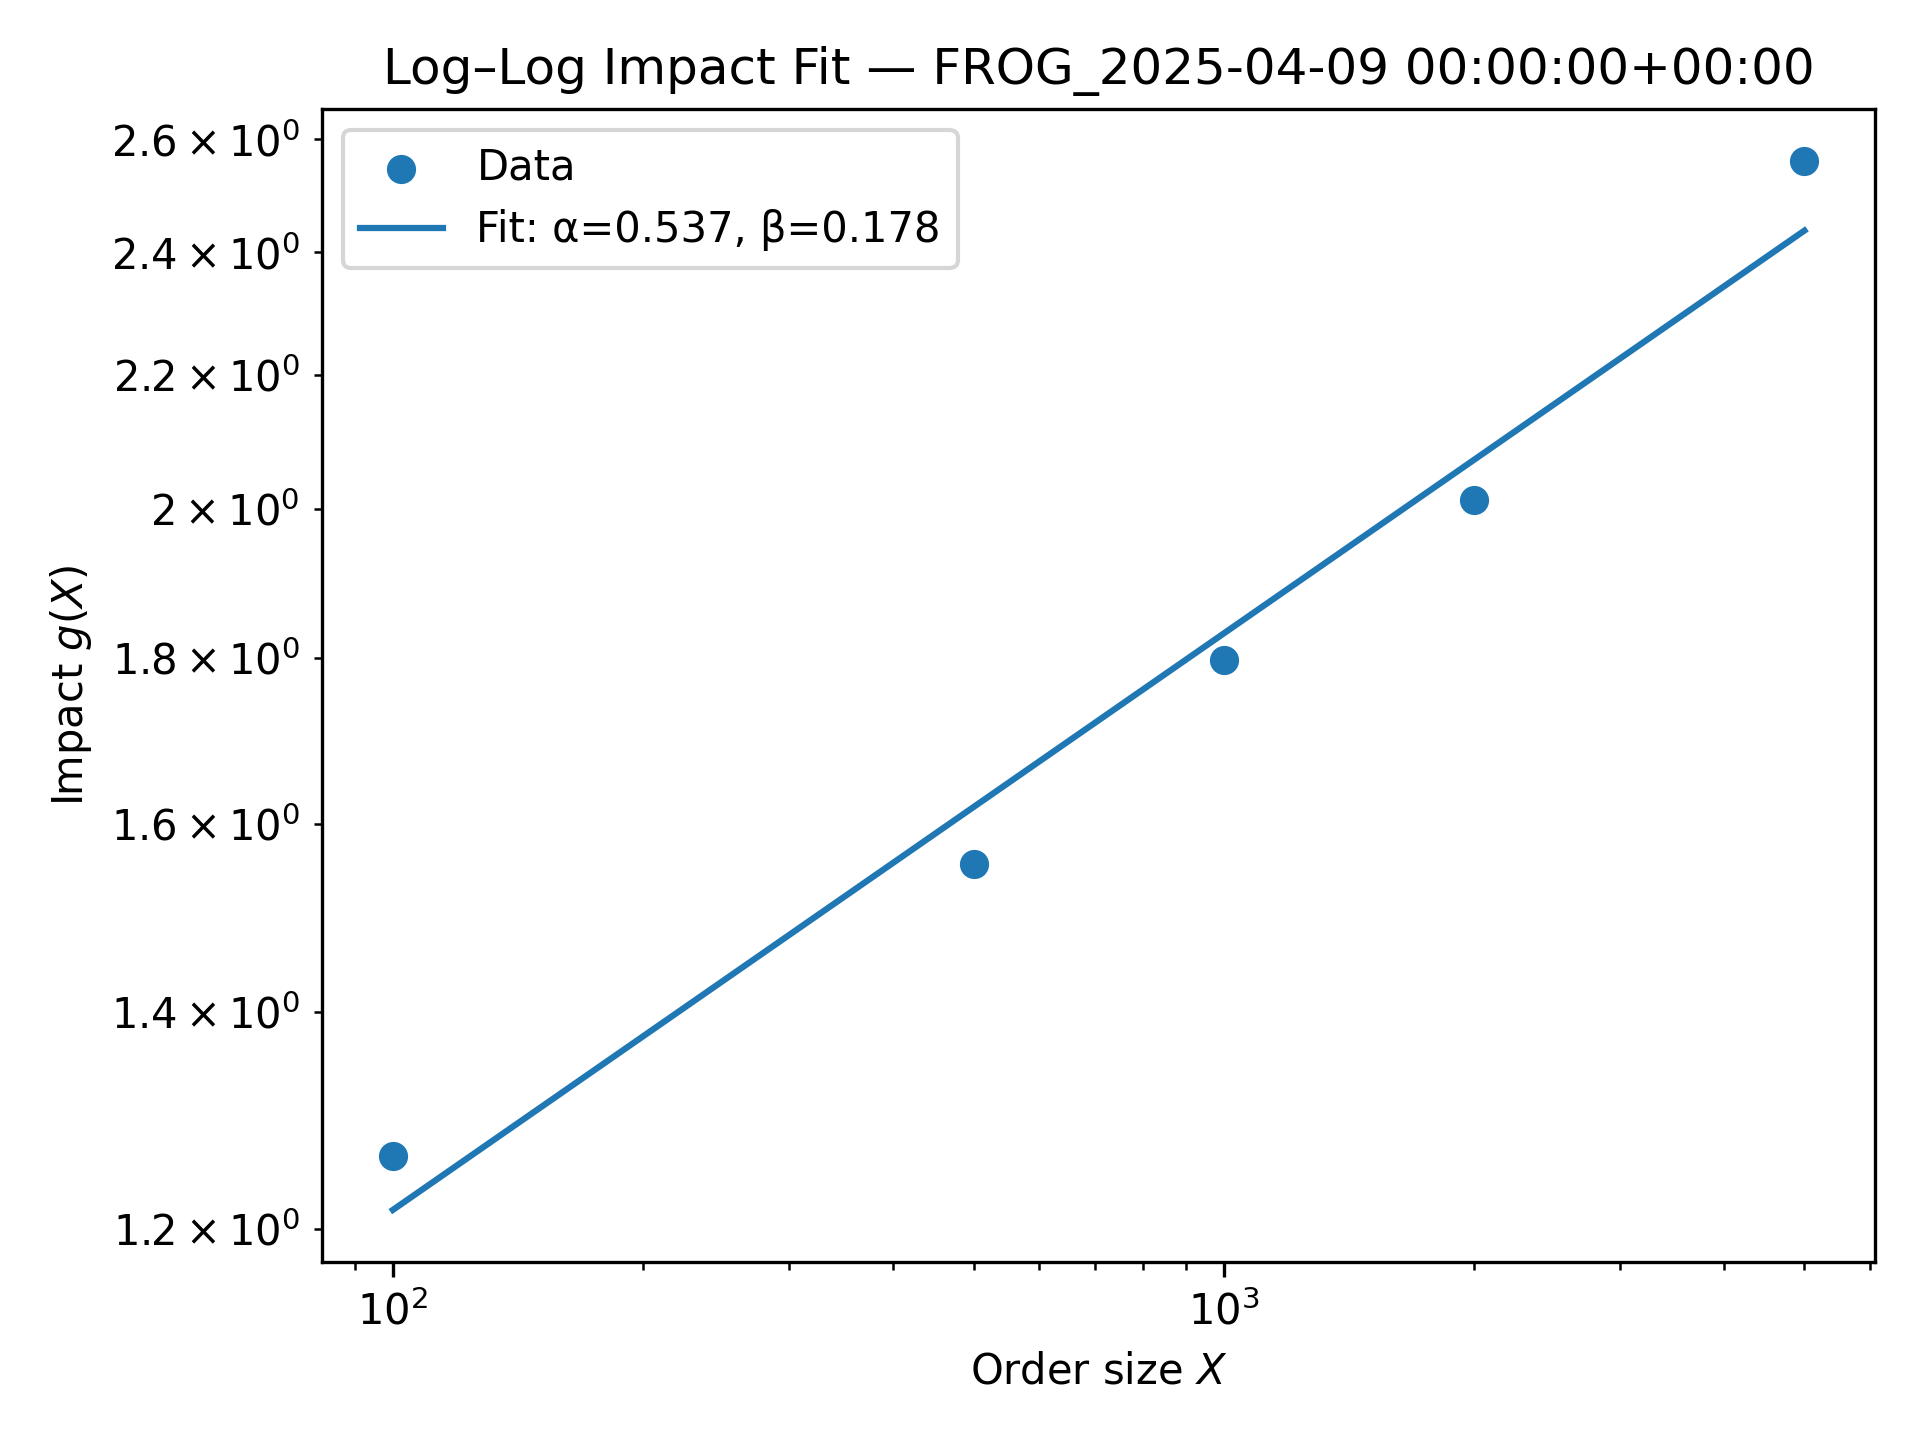 Log–Log Impact Fit — FROG_2025-04-09 00:00:00+00:00
Data
Fit: α=0.537, β=0.178
2.6 × 10⁰
2.4 × 10⁰
2.2 × 10⁰
2 × 10⁰
1.8 × 10⁰
1.6 × 10⁰
1.4 × 10⁰
1.2 × 10⁰
Impact g(X)
10² 10³
Order size X